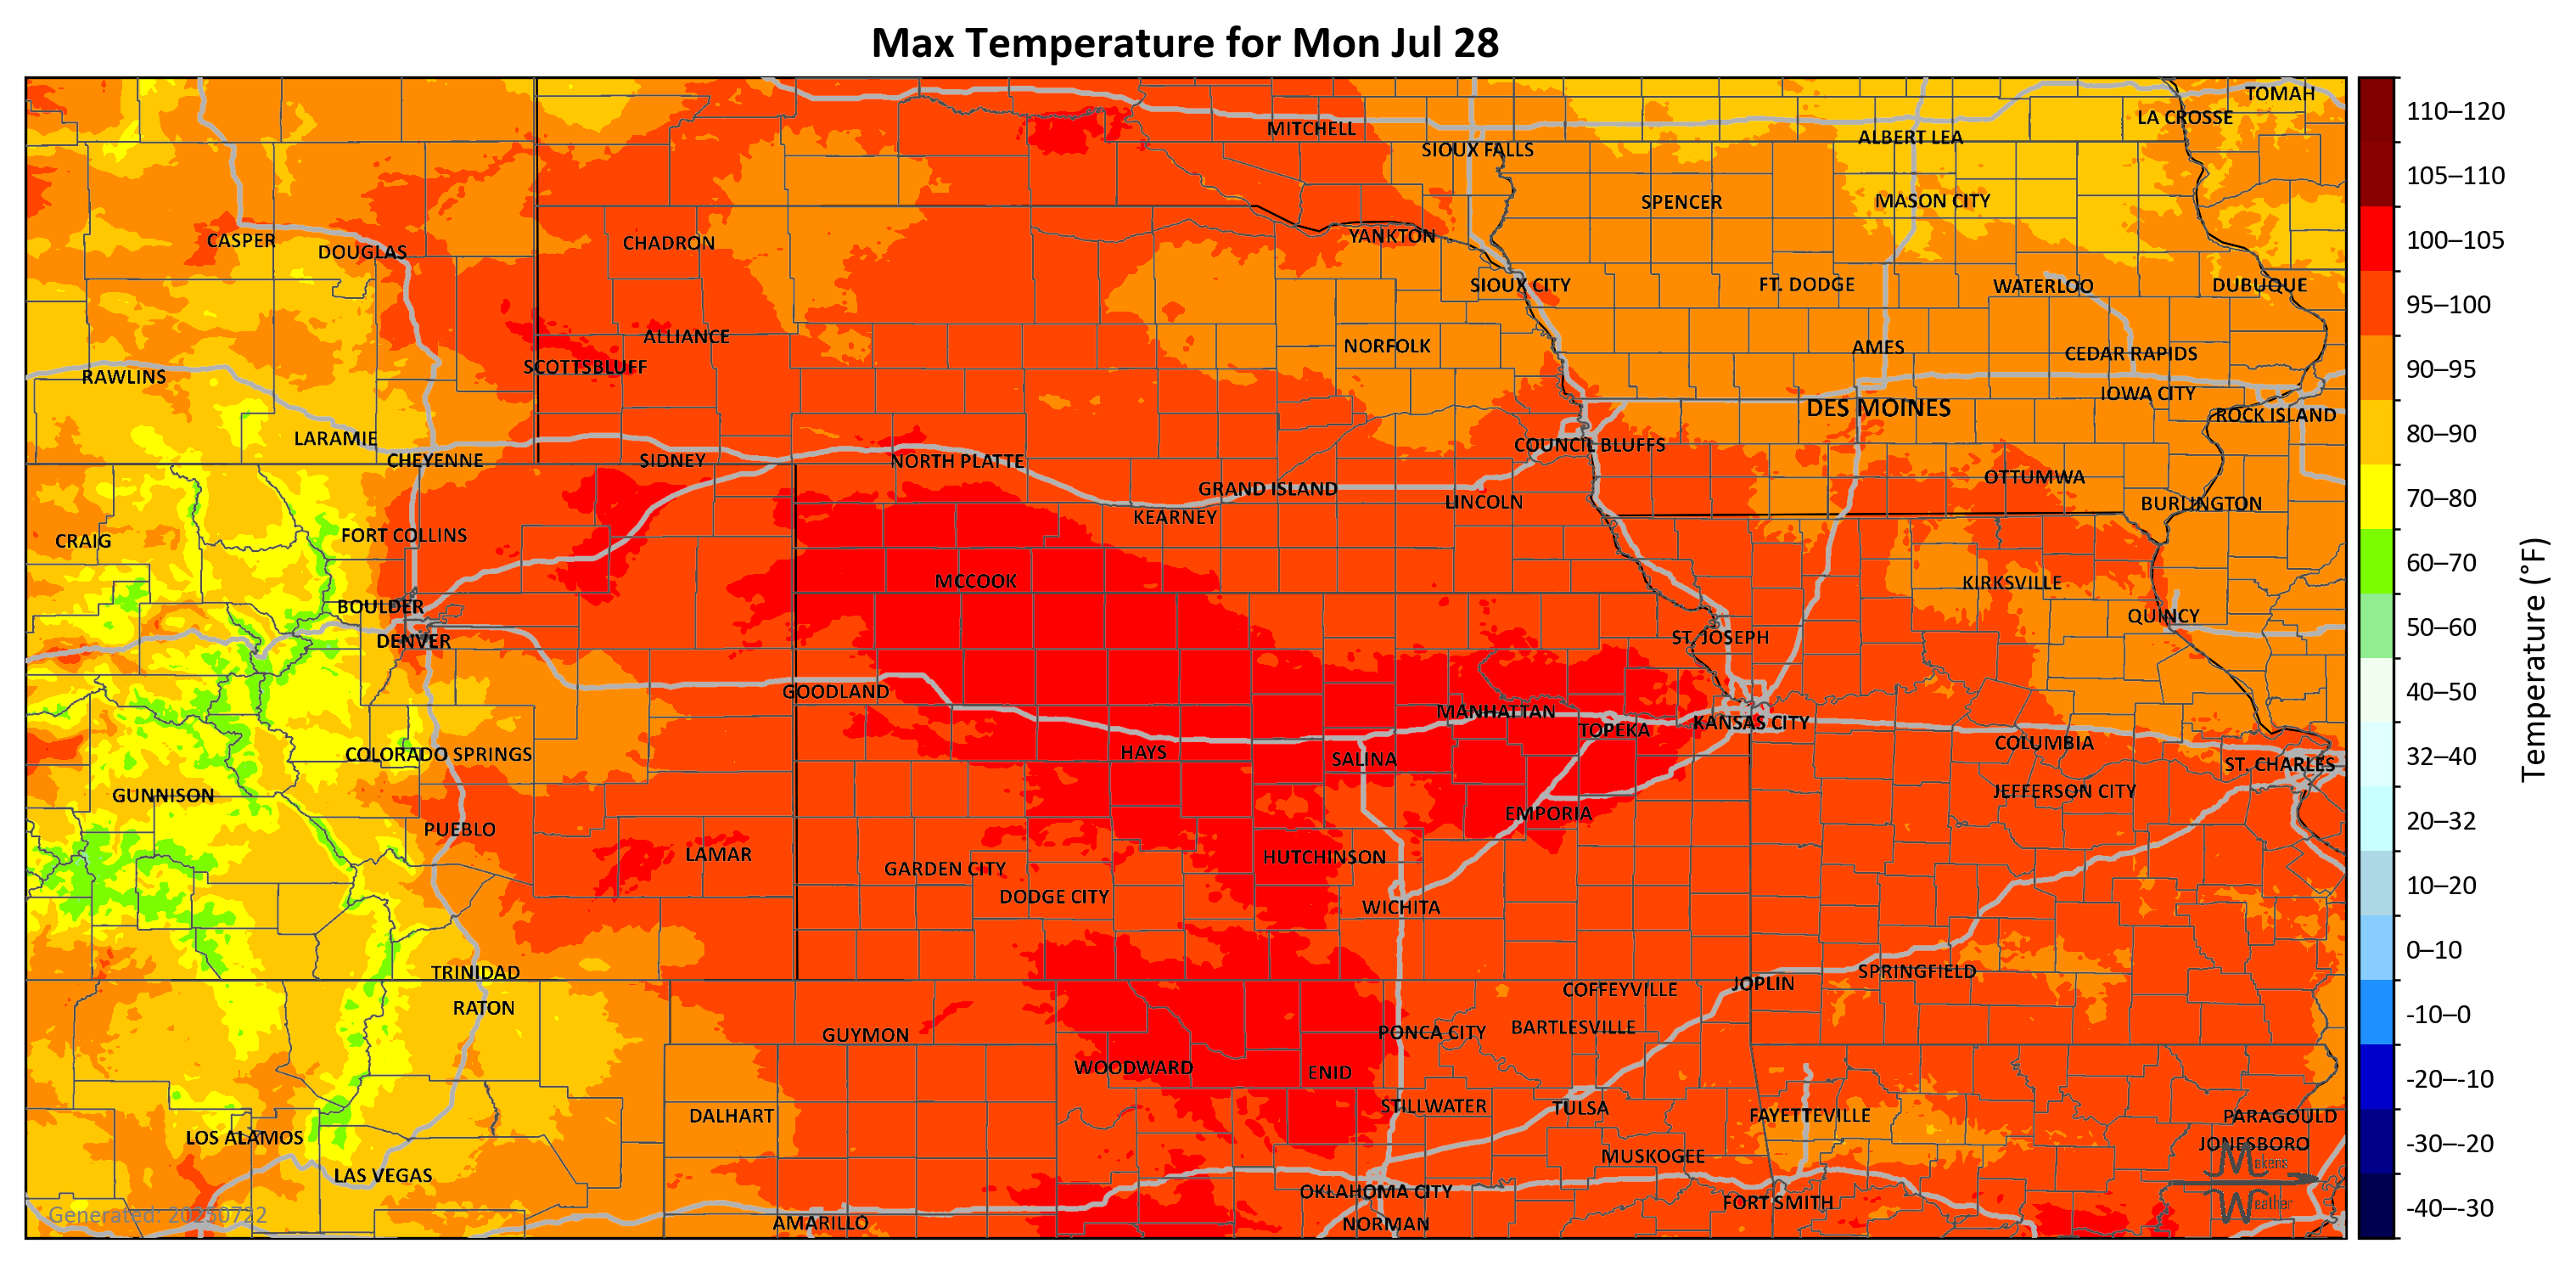 Max Temperature for Mon Jul 28
TOMAH
LA CROSSE
MITCHELL
ALBERT LEA
SIOUX FALLS
SPENCER
MASON CITY
CASPER
DOUGLAS
CHADRON
YANKTON
SIOUX CITY
FT. DODGE
WATERLOO
DUBUQUE
ALLIANCE
NORFOLK
AMES
CEDAR RAPIDS
SCOTTSBLUFF
RAWLINS
IOWA CITY
DES MOINES
ROCK ISLAND
LARAMIE
COUNCIL BLUFFS
CHEYENNE
SIDNEY
NORTH PLATTE
OTTUMWA
GRAND ISLAND
LINCOLN
BURLINGTON
KEARNEY
FORT COLLINS
CRAIG
MCCOOK
KIRKSVILLE
BOULDER
QUINCY
DENVER
ST. JOSEPH
GOODLAND
MANHATTAN
TOPEKA
KANSAS CITY
COLUMBIA
COLORADO SPRINGS
HAYS
SALINA
ST. CHARLES
GUNNISON
JEFFERSON CITY
EMPORIA
PUEBLO
LAMAR
HUTCHINSON
GARDEN CITY
DODGE CITY
WICHITA
TRINIDAD
SPRINGFIELD
JOPLIN
COFFEYVILLE
RATON
GUYMON
PONCA CITY
BARTLESVILLE
WOODWARD
ENID
STILLWATER
TULSA
DALHART
FAYETTEVILLE
PARAGOULD
LOS ALAMOS
JONESBORO
MUSKOGEE
LAS VEGAS
OKLAHOMA CITY
FORT SMITH
AMARILLO
NORMAN
Generated: 20250722
Makens
Weather
110–120
105–110
100–105
95–100
90–95
80–90
70–80
60–70
50–60
40–50
32–40
20–32
10–20
0–10
-10–0
-20–-10
-30–-20
-40–-30
Temperature (°F)